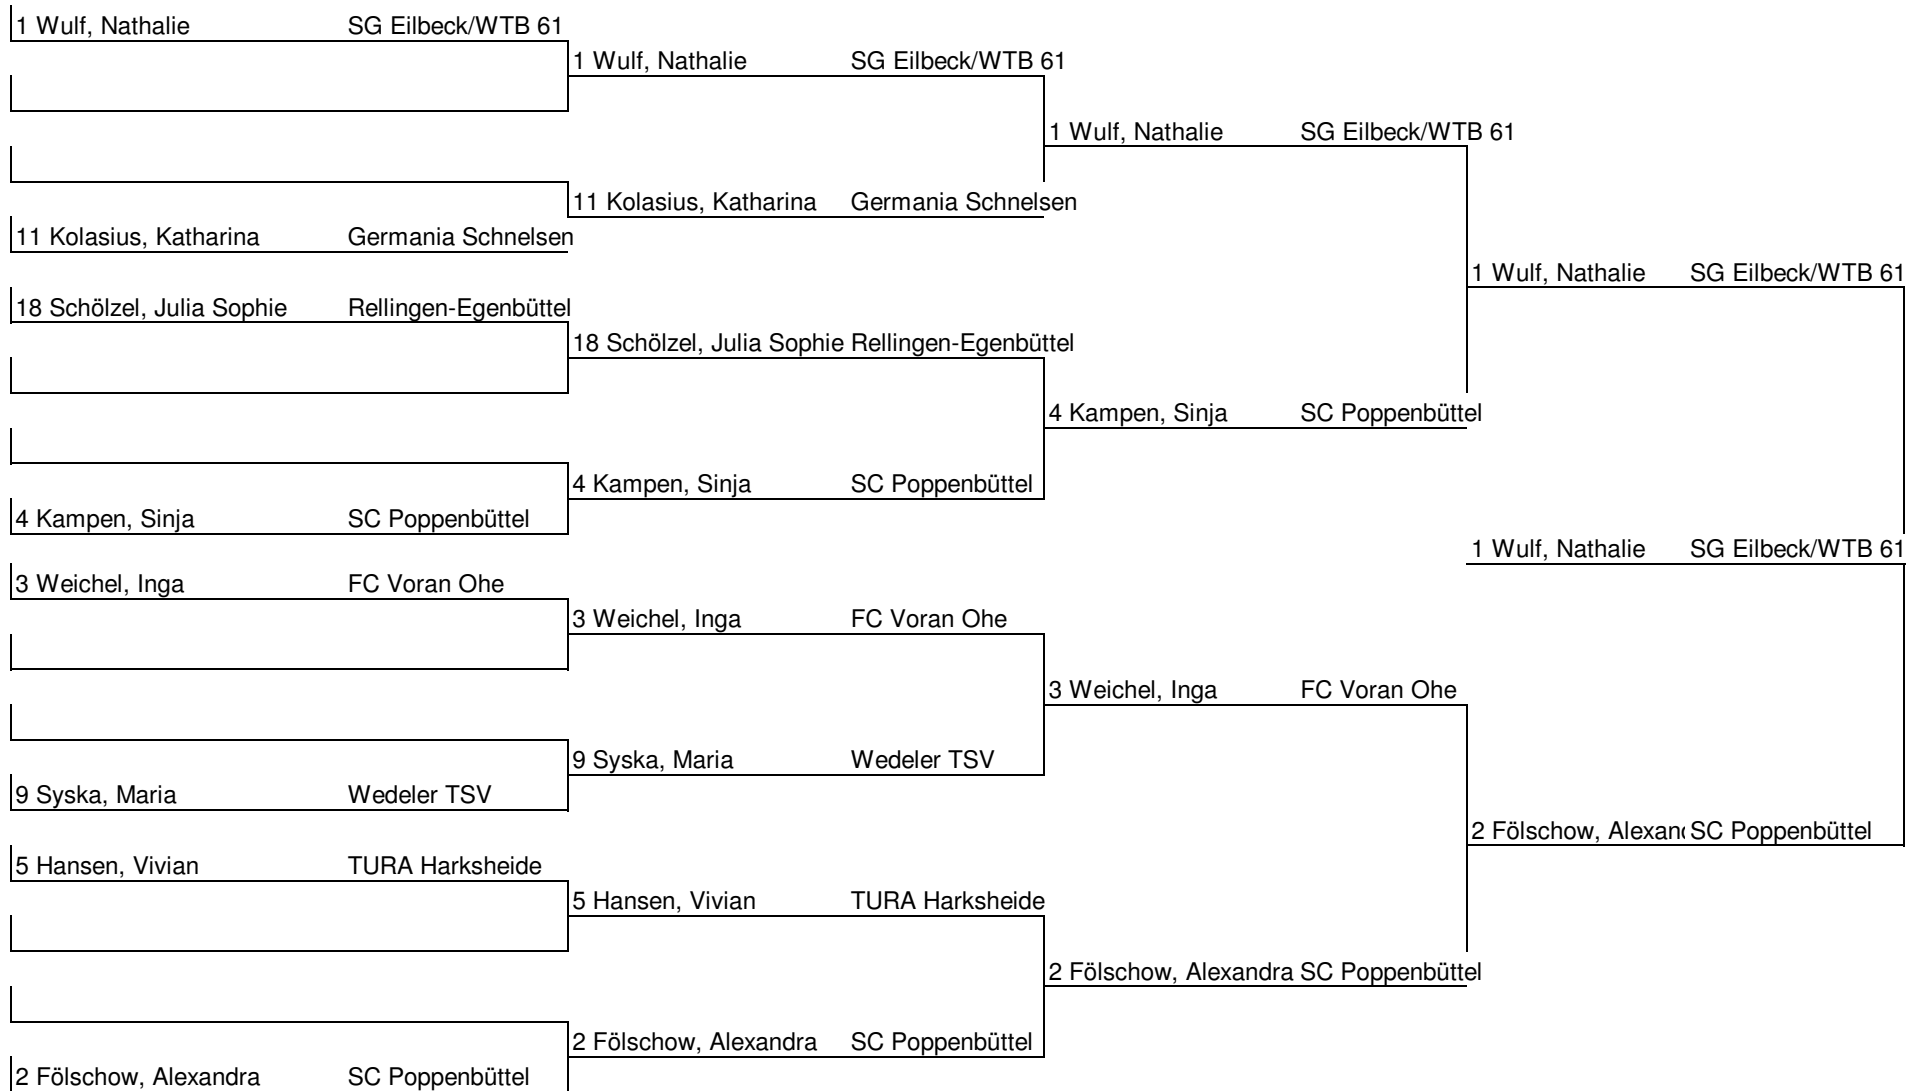 1 Wulf, Nathalie SG Eilbeck/WTB 61
1 Wulf, Nathalie SG Eilbeck/WTB 61
1 Wulf, Nathalie SG Eilbeck/WTB 61
11 Kolasius, Katharina Germania Schnelsen
11 Kolasius, Katharina Germania Schnelsen
1 Wulf, Nathalie SG Eilbeck/WTB 61
18 Schölzel, Julia Sophie Rellingen-Egenbüttel
18 Schölzel, Julia Sophie Rellingen-Egenbüttel
4 Kampen, Sinja SC Poppenbüttel
4 Kampen, Sinja SC Poppenbüttel
4 Kampen, Sinja SC Poppenbüttel
1 Wulf, Nathalie SG Eilbeck/WTB 61
3 Weichel, Inga FC Voran Ohe
3 Weichel, Inga FC Voran Ohe
3 Weichel, Inga FC Voran Ohe
9 Syska, Maria Wedeler TSV
9 Syska, Maria Wedeler TSV
2 Fölschow, Alexan SC Poppenbüttel
5 Hansen, Vivian TURA Harksheide
5 Hansen, Vivian TURA Harksheide
2 Fölschow, Alexandra SC Poppenbüttel
2 Fölschow, Alexandra SC Poppenbüttel
2 Fölschow, Alexandra SC Poppenbüttel